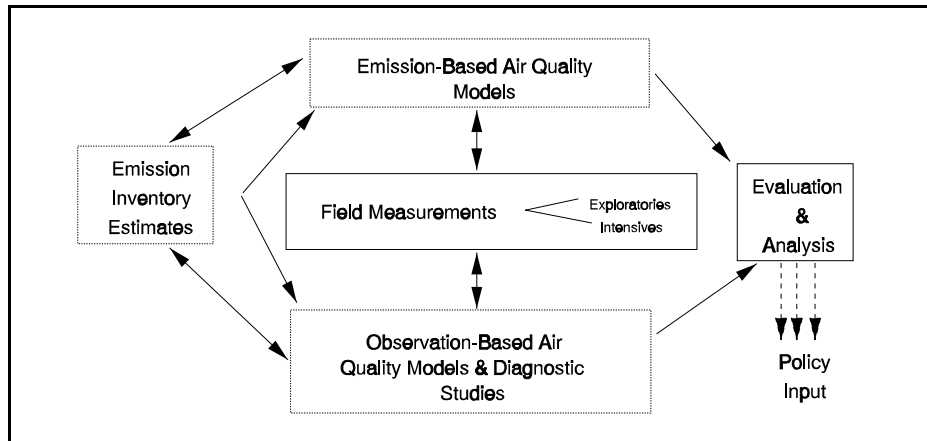 Emission-Based Air Quality
Models
Emission
Inventory
Estimates
Field Measurements
Exploratories
Intensives
Evaluation
&
Analysis
Observation-Based Air
Quality Models & Diagnostic
Studies
Policy
Input